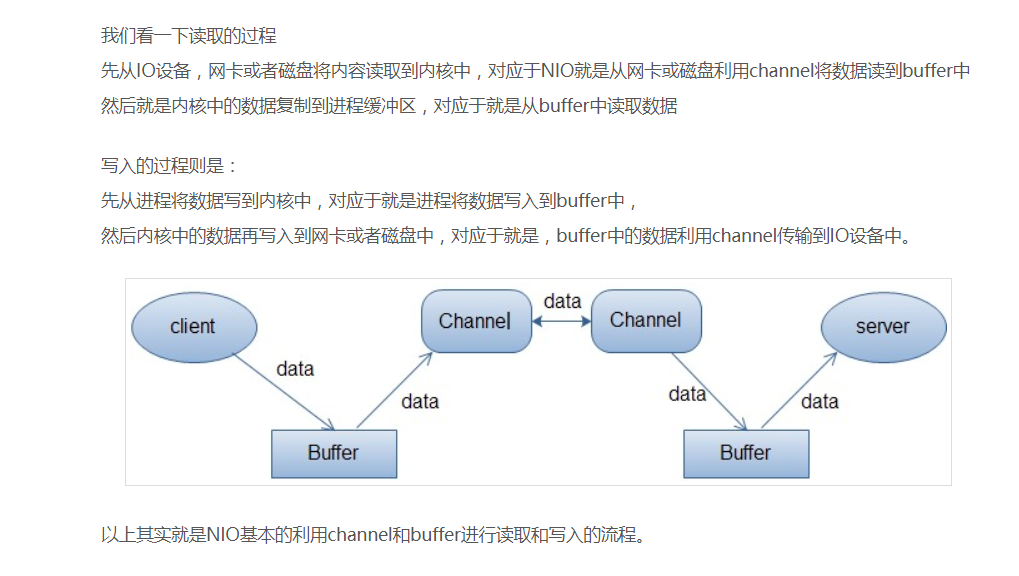 我们看一下读取的过程
先从IO设备，网卡或者磁盘将内容读取到内核中，对应于NIO就是从网卡或磁盘利用channel将数据读到buffer中
然后就是内核中的数据复制到进程缓冲区，对应于就是从buffer中读取数据
写入的过程则是：
先从进程将数据写到内核中，对应于就是进程将数据写入到buffer中，
然后内核中的数据再写入到网卡或者磁盘中，对应于就是，buffer中的数据利用channel传输到IO设备中。
client
Channel
data
Channel
server
data
data
data
data
Buffer
Buffer
以上其实就是NIO基本的利用channel和buffer进行读取和写入的流程。